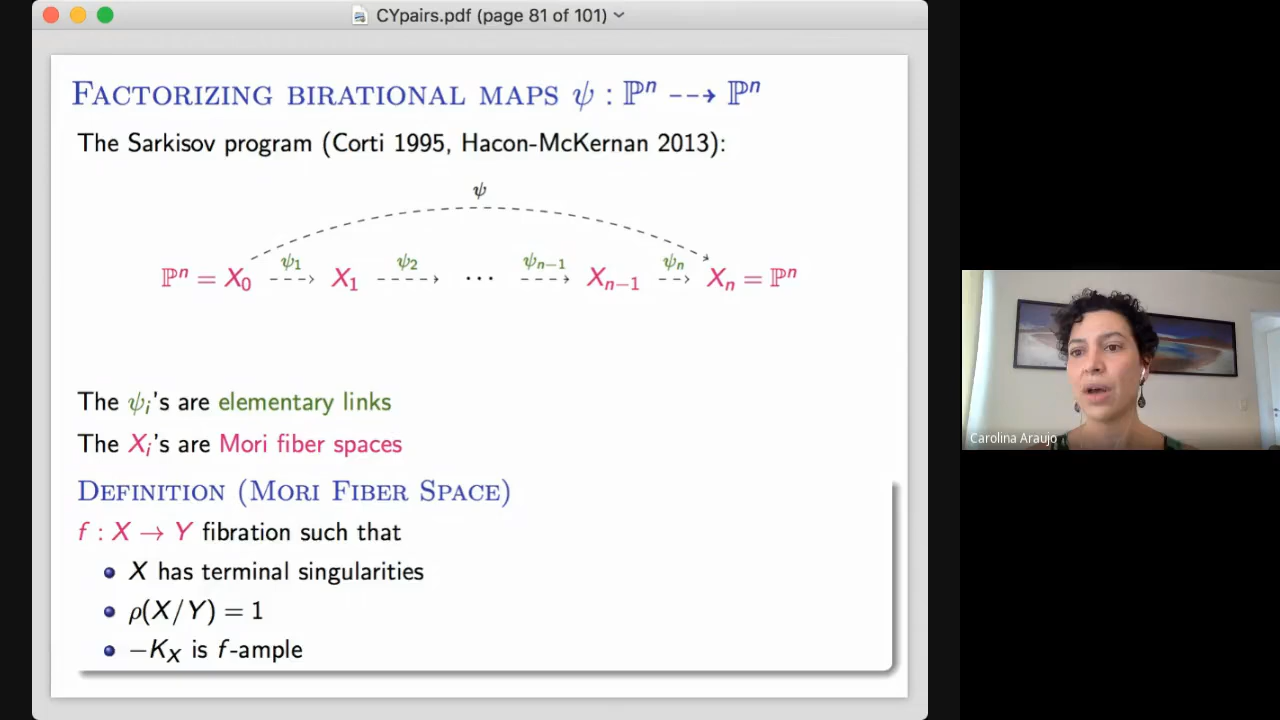 CYpairs.pdf (page 81 of 101)
FACTORIZING BIRATIONAL MAPS ψ : ℙⁿ ⇢ ℙⁿ
The Sarkisov program (Corti 1995, Hacon-McKernan 2013):
ψ
ψ₁ ψ₂ ψₙ₋₁ ψₙ
ℙⁿ = X₀ ⇢ X₁ ⇢ ⋯ ⇢ Xₙ₋₁ ⇢ Xₙ = ℙⁿ
The ψᵢ's are elementary links
The Xᵢ's are Mori fiber spaces
DEFINITION (MORI FIBER SPACE)
f : X → Y fibration such that
• X has terminal singularities
• ρ(X/Y) = 1
• −K_X is f-ample
Carolina Araujo